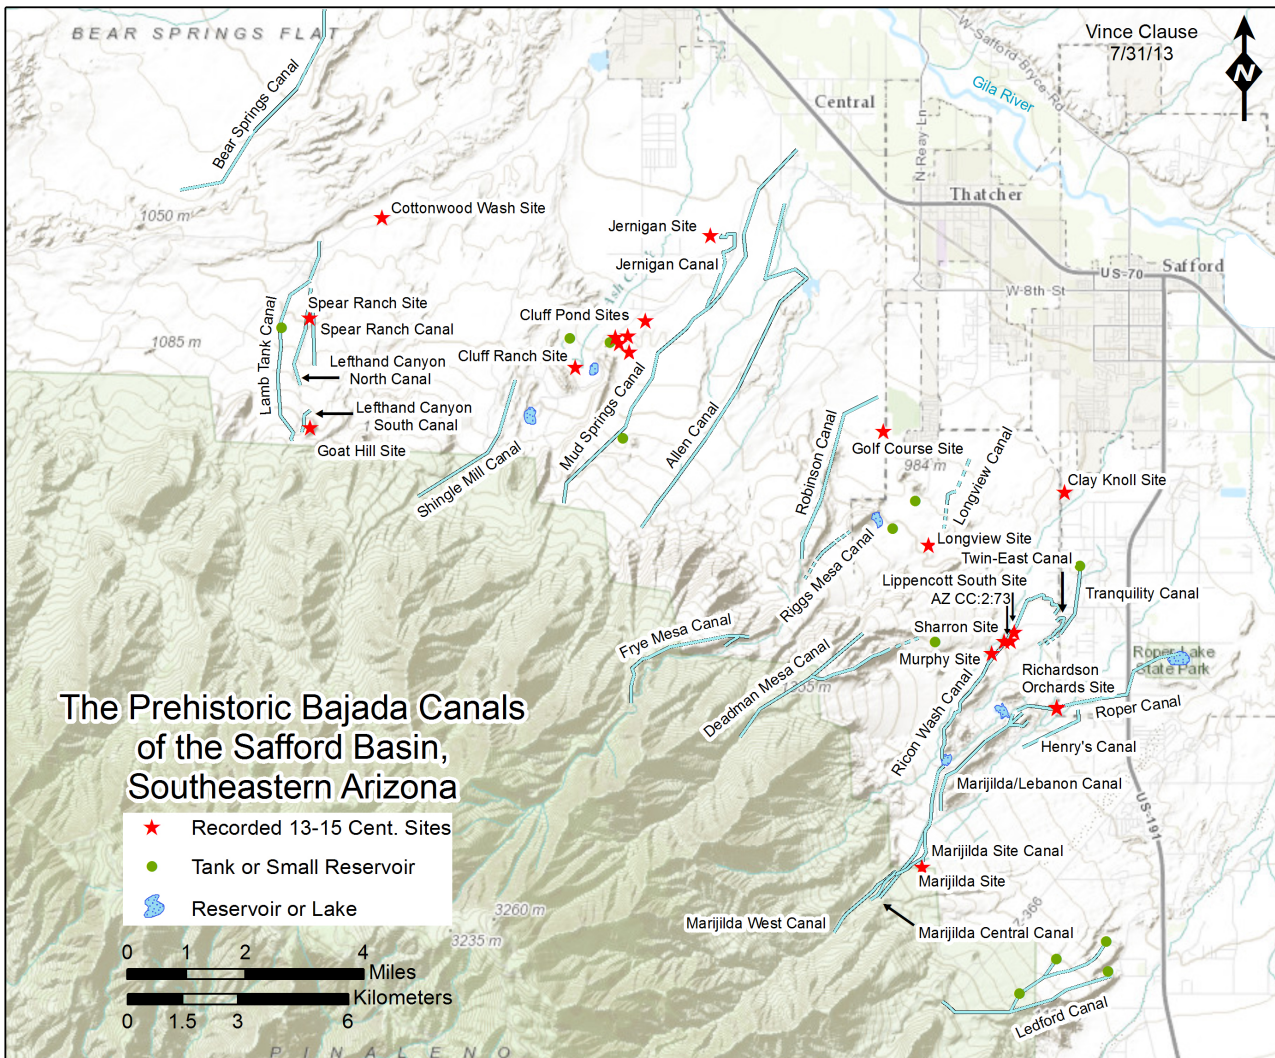 BEAR SPRINGS FLAT
Vince Clause
7/31/13
N
W-Safford Bryce-Rd
Gila River
Central
Bear Springs Canal
N Reay Ln
Thatcher
1050 m
Cottonwood Wash Site
Jernigan Site
Jernigan Canal
US-70
Safford
W 8th St
Ash C
Spear Ranch Site
Spear Ranch Canal
Cluff Pond Sites
1085 m
Lamb Tank Canal
Lefthand Canyon
North Canal
Cluff Ranch Site
Lefthand Canyon
South Canal
Goat Hill Site
Mud Springs Canal
Allen Canal
Shingle Mill Canal
Robinson Canal
Golf Course Site
984 m
Longview Canal
Clay Knoll Site
Longview Site
Twin-East Canal
Riggs Mesa Canal
Lippencott South Site
AZ CC:2:73
Tranquility Canal
Frye Mesa Canal
Sharron Site
Murphy Site
Roper Lake
State Park
Deadman Mesa Canal
1355 m
Richardson
Orchards Site
Roper Canal
Ricon Wash Canal
Henry's Canal
Marijilda/Lebanon Canal
US-191
The Prehistoric Bajada Canals
of the Safford Basin,
Southeastern Arizona
Recorded 13-15 Cent. Sites
Tank or Small Reservoir
Reservoir or Lake
Marijilda Site Canal
Marijilda Site
3260 m
3235 m
Marijilda West Canal
Marijilda Central Canal
Z-366
0 1 2 4
Miles
Kilometers
0 1.5 3 6
Ledford Canal
PINALENO